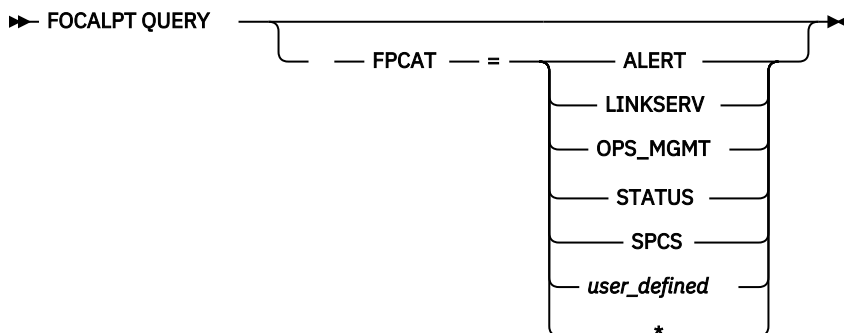 FOCALPT QUERY
FPCAT = ALERT
LINKSERV
OPS_MGMT
STATUS
SPCS
user_defined
*